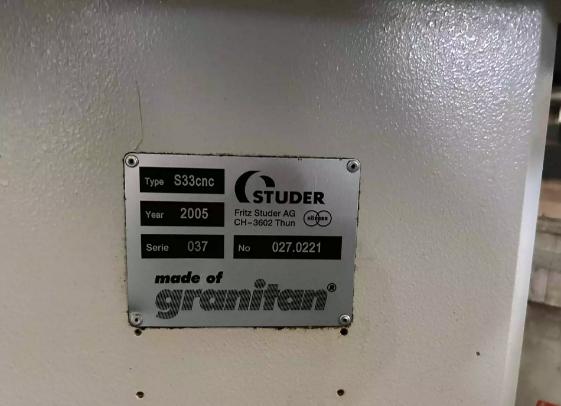 Type S33cnc
STUDER
Year 2005
Fritz Studer AG
CH-3602 Thun
Serie 037
No 027.0221
made of
granitan®